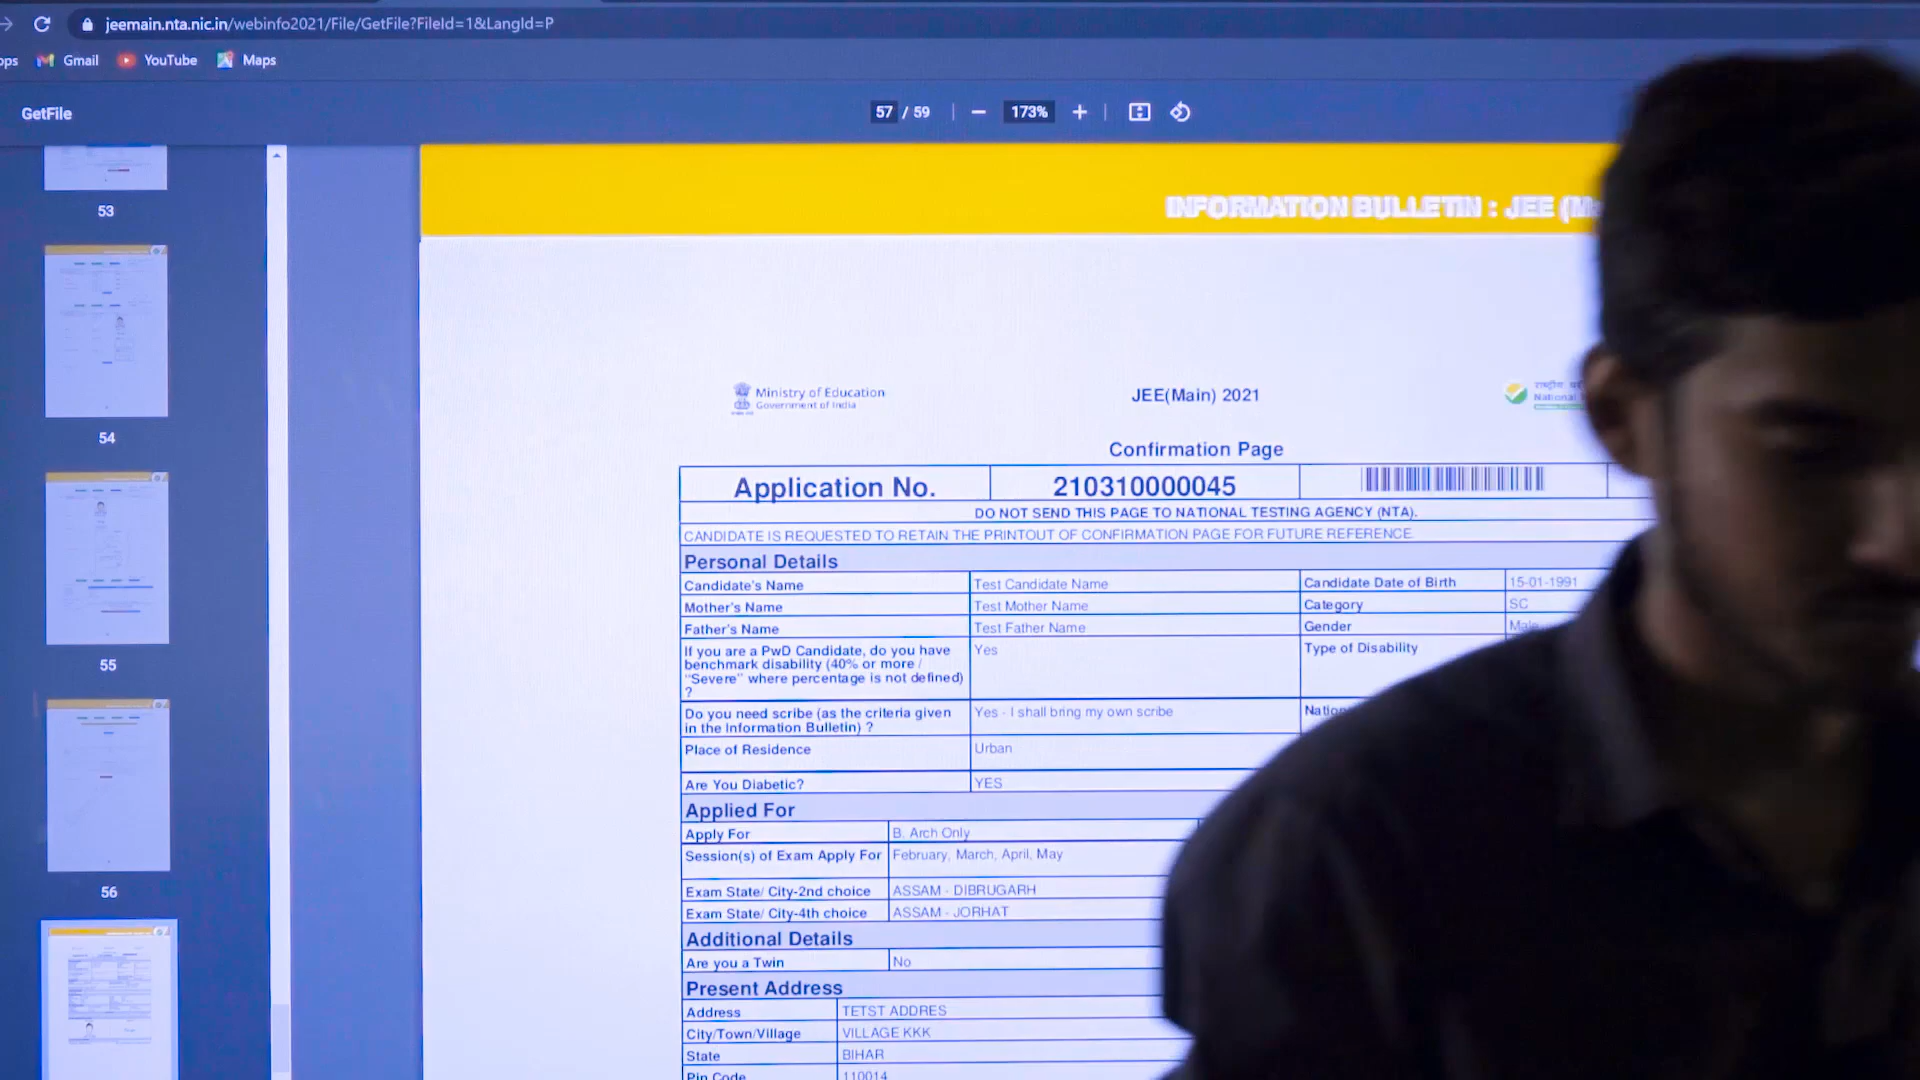 jeemain.nta.nic.in/webinfo2021/File/GetFile?FileId=1&LangId=P
Gmail YouTube Maps
GetFile
57 / 59 — 173% +
53
54
55
56
INFORMATION BULLETIN : JEE
Ministry of Education
Government of India
JEE(Main) 2021
National
Confirmation Page
Application No. 210310000045
DO NOT SEND THIS PAGE TO NATIONAL TESTING AGENCY (NTA).
CANDIDATE IS REQUESTED TO RETAIN THE PRINTOUT OF CONFIRMATION PAGE FOR FUTURE REFERENCE.
Personal Details
Candidate's Name Test Candidate Name Candidate Date of Birth 15-01-1991
Mother's Name Test Mother Name Category SC
Father's Name Test Father Name Gender Male
If you are a PwD Candidate, do you have Yes Type of Disability
benchmark disability (40% or more /
"Severe" where percentage is not defined)
?
Do you need scribe (as the criteria given Yes - I shall bring my own scribe
in the Information Bulletin) ?
Place of Residence Urban
Are You Diabetic? YES
Applied For
Apply For B. Arch Only
Session(s) of Exam Apply For February, March, April, May
Exam State/ City-2nd choice ASSAM - DIBRUGARH
Exam State/ City-4th choice ASSAM - JORHAT
Additional Details
Are you a Twin No
Present Address
Address TETST ADDRES
City/Town/Village VILLAGE KKK
State BIHAR
Pin Code 110014